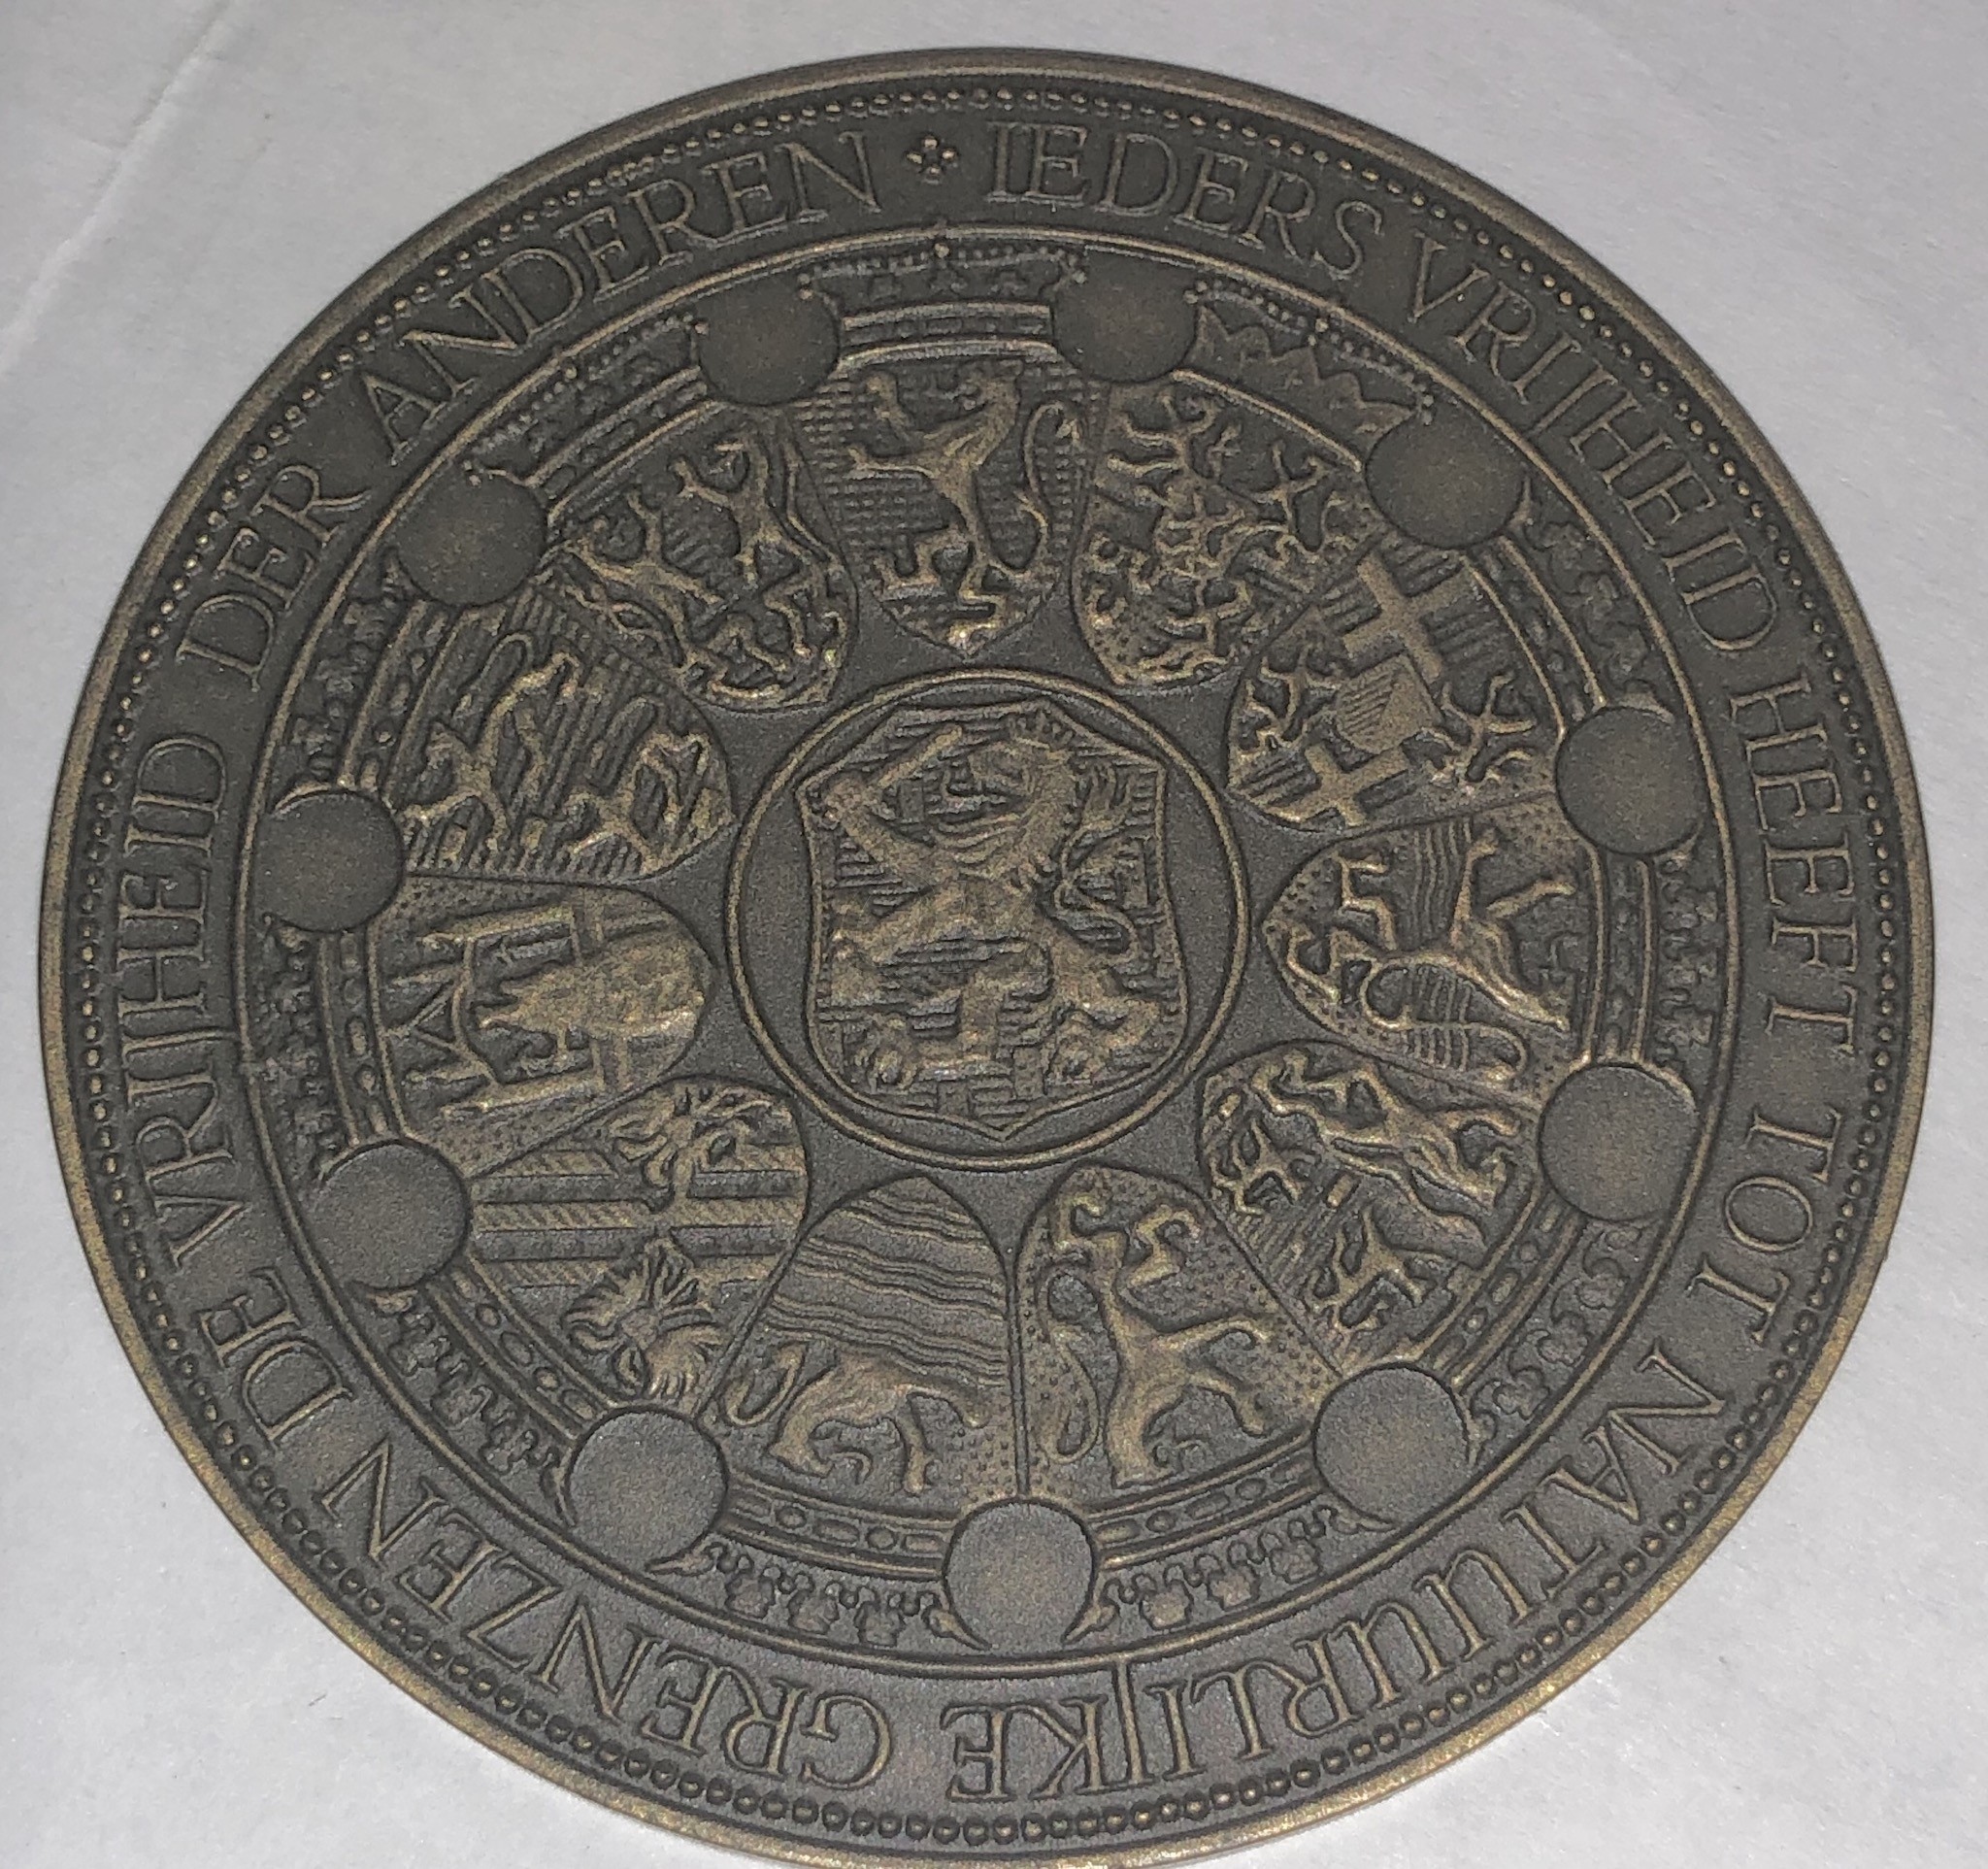 IEDERS VRIJHEID HEEFT TOT NATUURLIJKE GRENZEN DE VRIJHEID DER ANDEREN